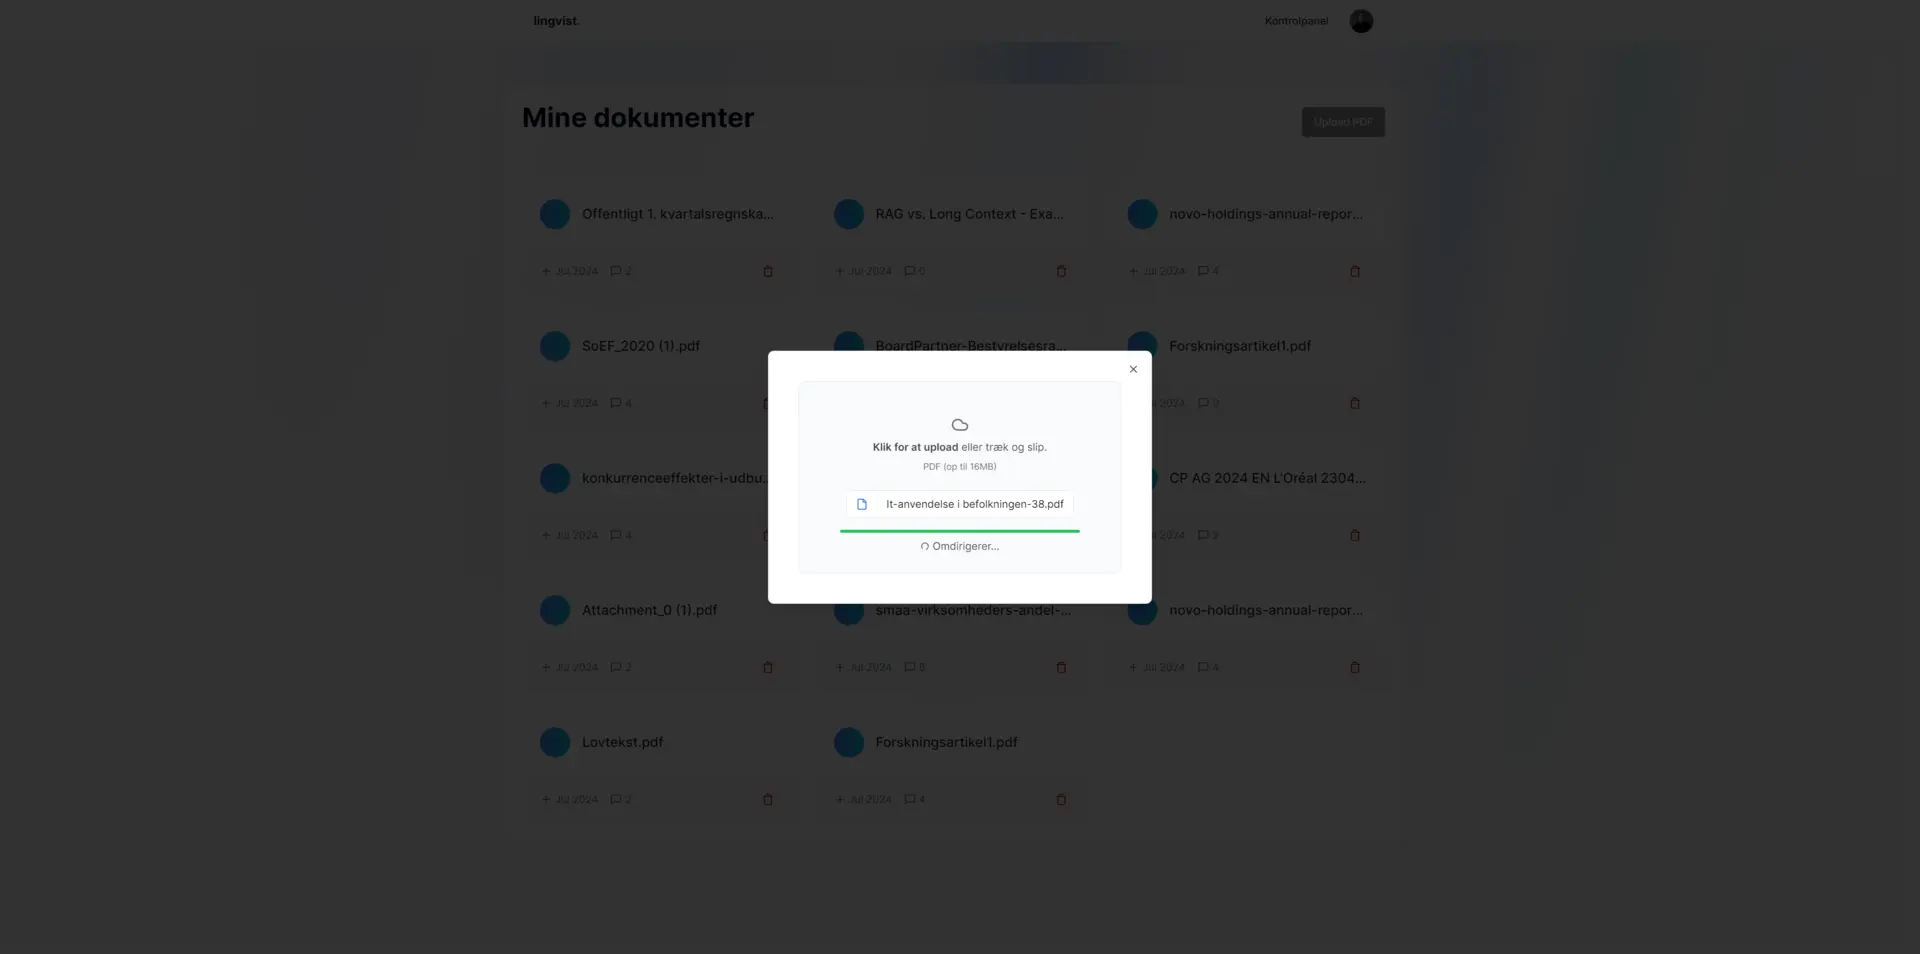 lingvist.
Kontrolpanel
Mine dokumenter
Upload PDF
Offentligt 1. kvartalsregnska...
RAG vs. Long Context - Exa...
novo-holdings-annual-repor...
Jul 2024 2
Jul 2024 0
Jul 2024 4
SoEF_2020 (1).pdf
BoardPartner-Bestyrelsesra...
Forskningsartikel1.pdf
Jul 2024 4
Klik for at upload eller træk og slip.
PDF (op til 16MB)
It-anvendelse i befolkningen-38.pdf
Omdirigerer...
konkurrenceeffekter-i-udbu...
CP AG 2024 EN L'Oréal 2304...
Jul 2024 4
Attachment_0 (1).pdf
smaa-virksomheders-andel-...
novo-holdings-annual-repor...
Jul 2024 2
Jul 2024 8
Jul 2024 4
Lovtekst.pdf
Forskningsartikel1.pdf
Jul 2024 2
Jul 2024 4